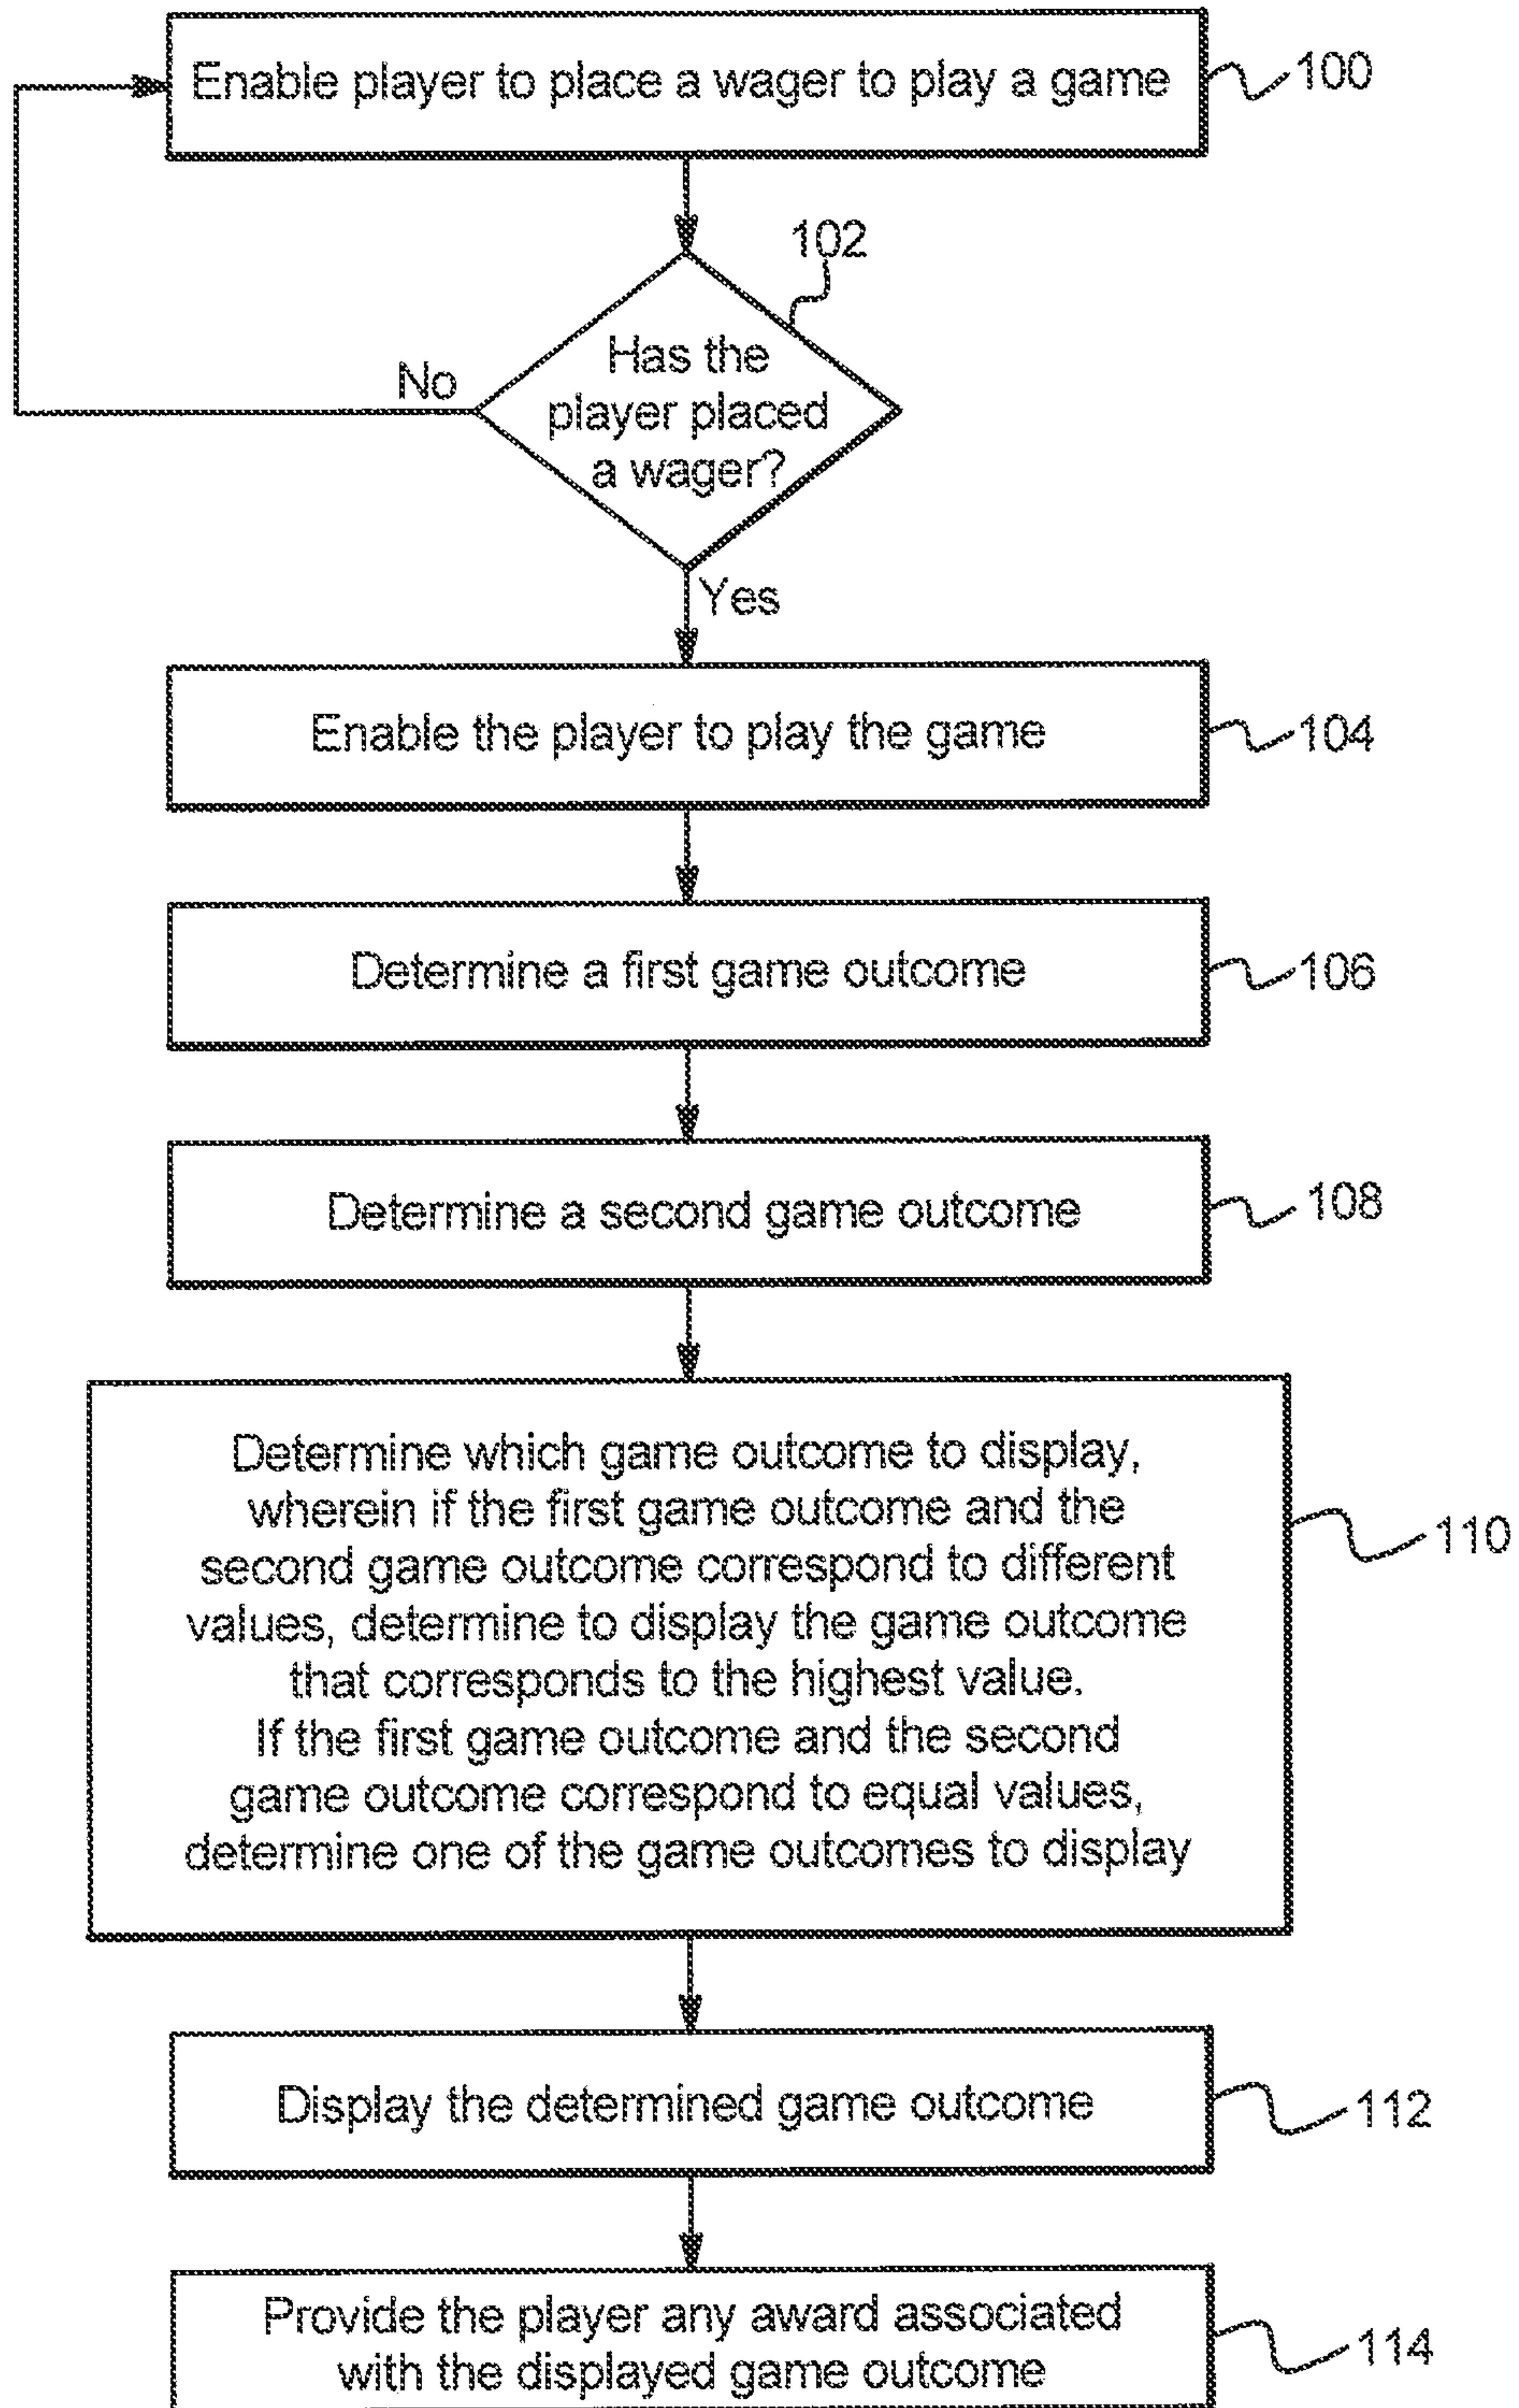 Enable player to place a wager to play a game
100
102
Has the
player placed
a wager?
No
Yes
Enable the player to play the game
104
Determine a first game outcome
106
Determine a second game outcome
108
Determine which game outcome to display,
wherein if the first game outcome and the
second game outcome correspond to different
values, determine to display the game outcome
that corresponds to the highest value.
If the first game outcome and the second
game outcome correspond to equal values,
determine one of the game outcomes to display
110
Display the determined game outcome
112
Provide the player any award associated
with the displayed game outcome
114